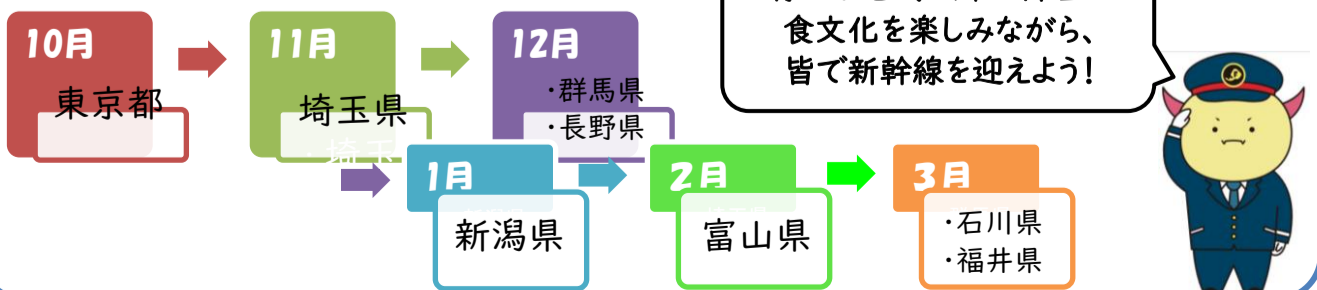 食文化を楽しみながら、
皆で新幹線を迎えよう!
10月
東京都
11月
埼玉県
・埼玉
12月
・群馬県
・長野県
1月
新潟県
2月
富山県
3月
・石川県
・福井県